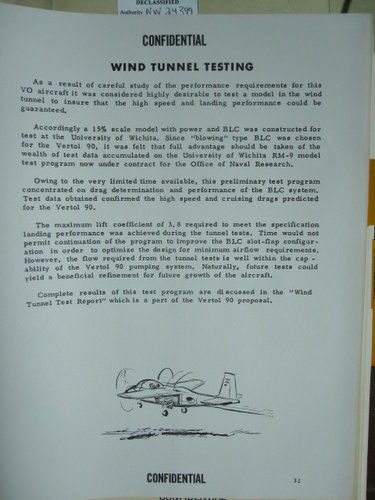 DECLASSIFIED
Authority NW 24399
CONFIDENTIAL
WIND TUNNEL TESTING
As a result of careful study of the performance requirements for this
VO aircraft it was considered highly desirable to test a model in the wind
tunnel to insure that the high speed and landing performance could be
guaranteed.
Accordingly a 15% scale model with power and BLC was constructed for
test at the University of Wichita. Since "blowing" type BLC was chosen
for the Vertol 90, it was felt that full advantage should be taken of the
wealth of test data accumulated on the University of Wichita RM-9 model
test program now under contract for the Office of Naval Research.
Owing to the very limited time available, this preliminary test program
concentrated on drag determination and performance of the BLC system.
Test data obtained confirmed the high speed and cruising drags predicted
for the Vertol 90.
The maximum lift coefficient of 3.8 required to meet the specification
landing performance was achieved during the tunnel tests. Time would not
permit continuation of the program to improve the BLC slot-flap configur-
ation in order to optimise the design for minimum airflow requirements.
However, the flow required from the tunnel tests is well within the cap -
ability of the Vertol 90 pumping system. Naturally, future tests could
yield a beneficial refinement for future growth of the aircraft.
Complete results of this test program are discussed in the "Wind
Tunnel Test Report" which is a part of the Vertol 90 proposal.
CONFIDENTIAL
31
CONFIDENTIAL